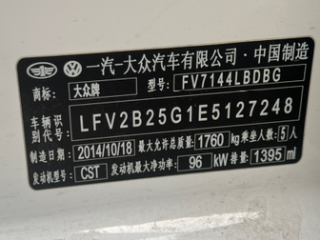 一汽-大众汽车有限公司·中国制造
商标: 大众牌 型号: FV7144LBDBG
车辆识别代号: LFV2B25G1E5127248
制造日期: 2014/10/18 最大允许总质量: 1760 kg 乘坐人数: 5 人
发动机型号: CST 发动机最大净功率: 96 kW 排量: 1395 ml